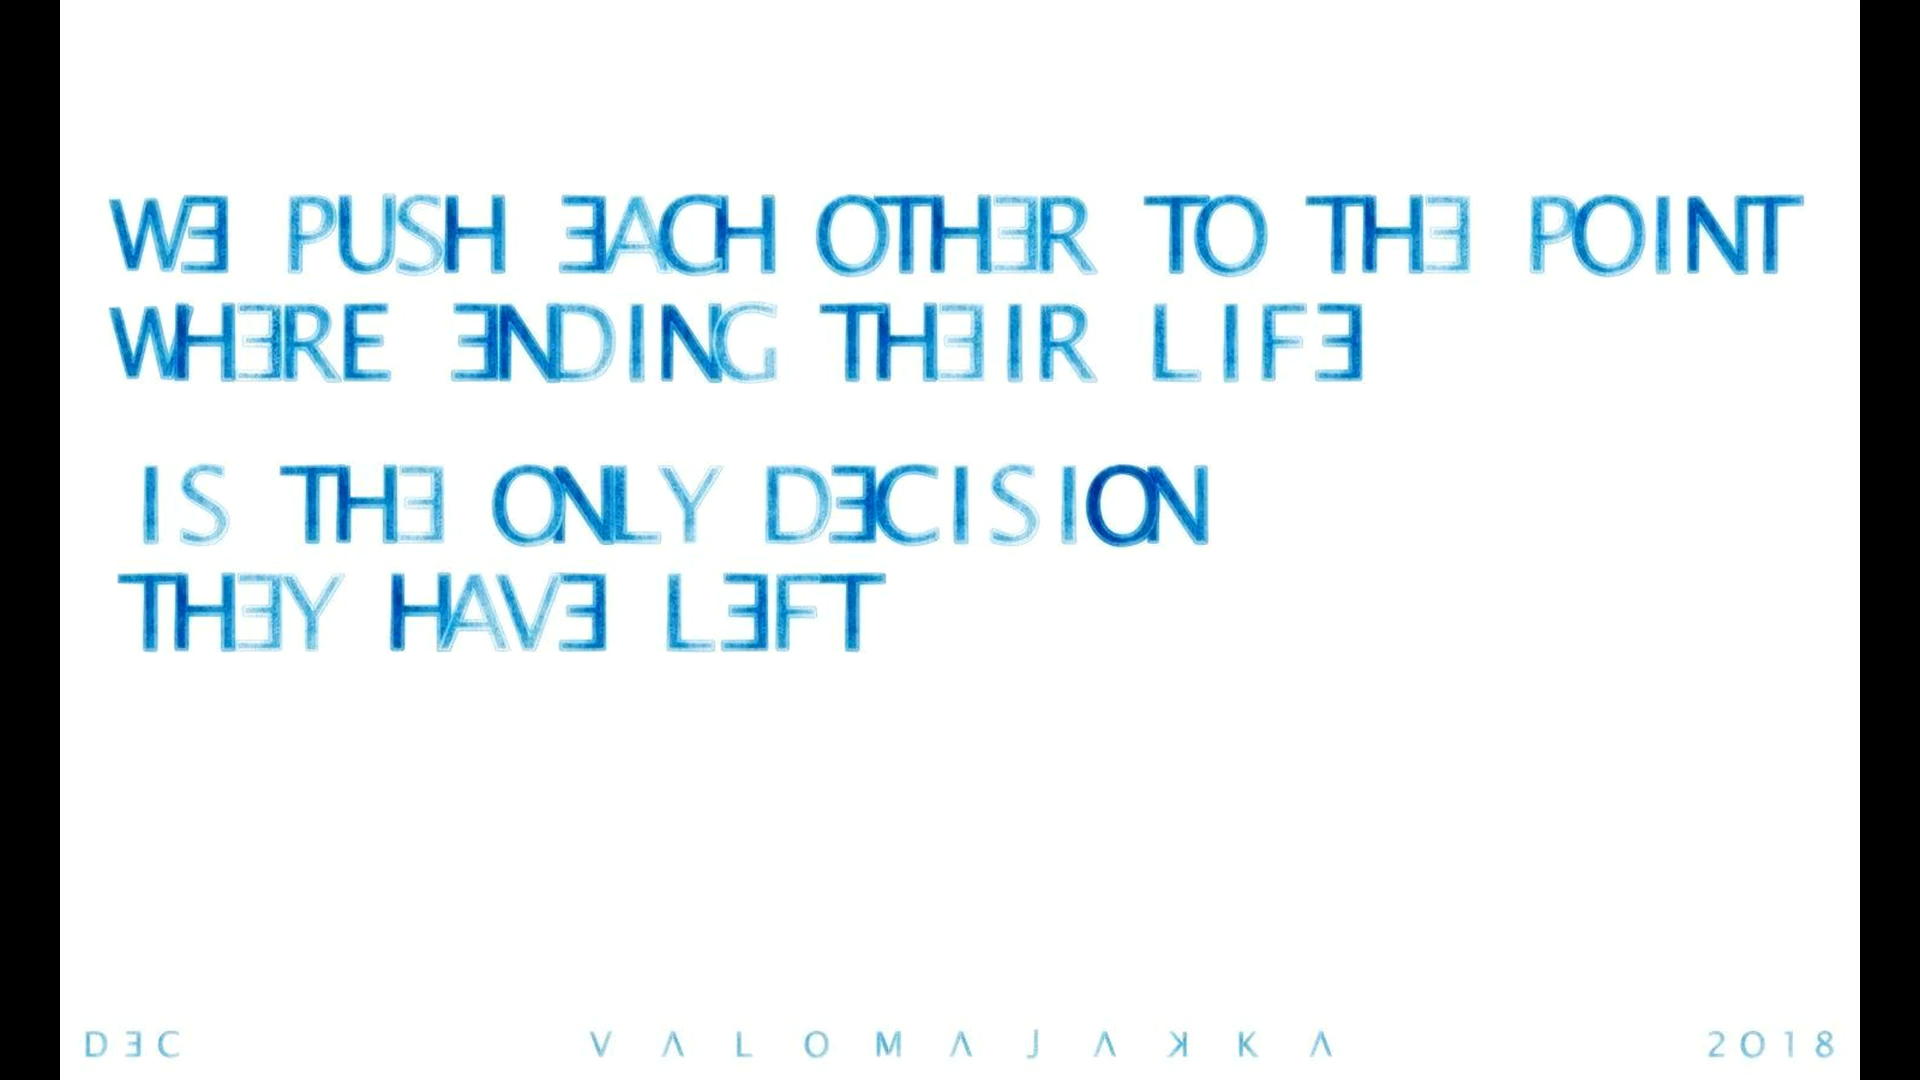 WE PUSH EACH OTHER TO THE POINT
WHERE ENDING THEIR LIFE
IS THE ONLY DECISION
THEY HAVE LEFT
DEC VALOMAJAKKA 2018